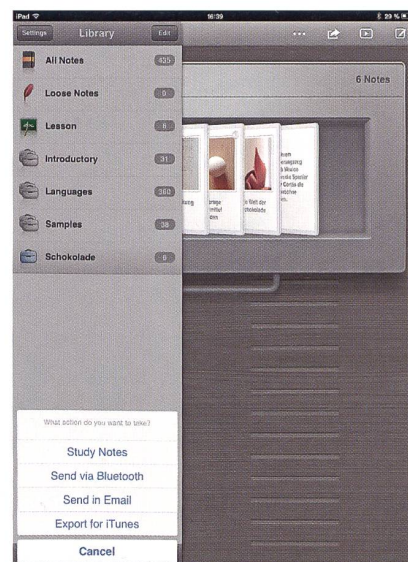 iPad 16:39 29 %
Settings Library Edit
All Notes 435
6 Notes
Loose Notes 0
Lesson 6
Introductory 31
Languages 360
Samples 38
Schokolade
What action do you want to take?
Study Notes
Send via Bluetooth
Send in Email
Export for iTunes
Cancel